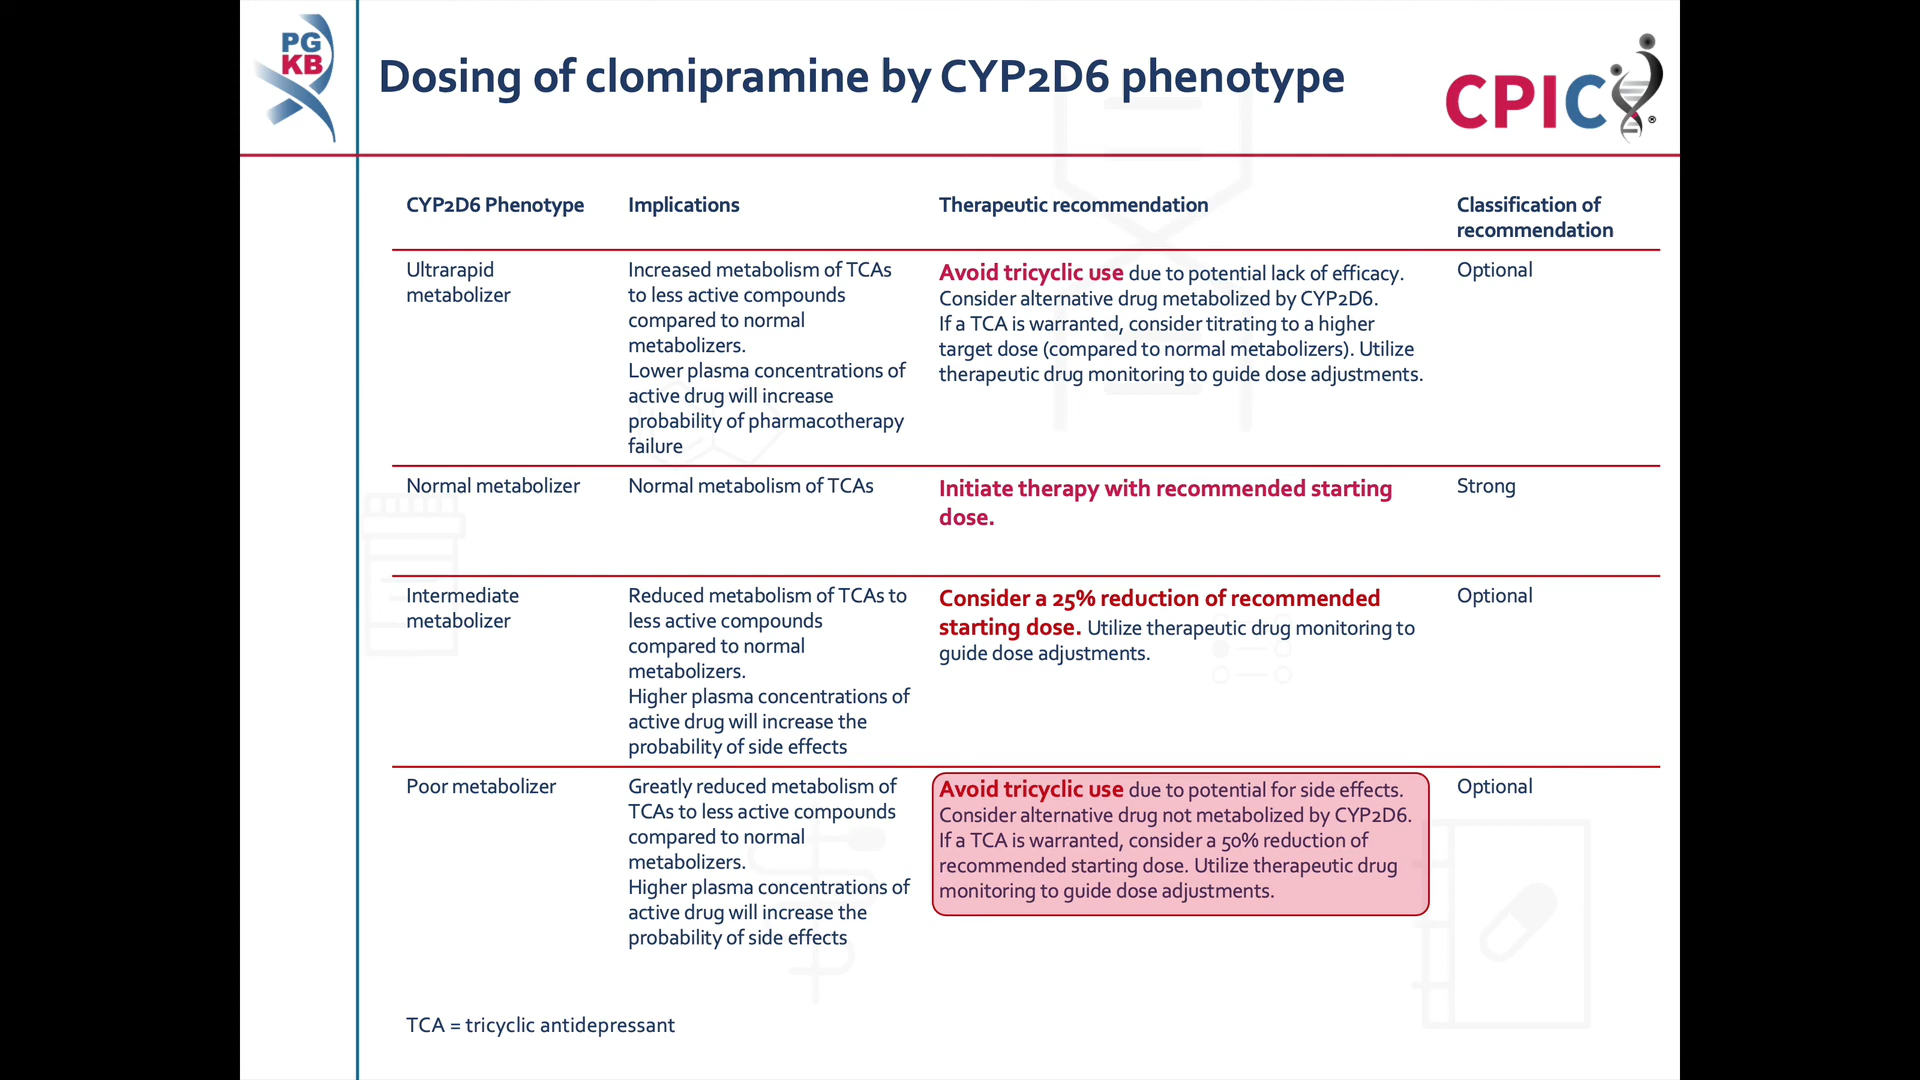 PG
KB
Dosing of clomipramine by CYP2D6 phenotype
CPIC®
CYP2D6 Phenotype
Implications
Therapeutic recommendation
Classification of
recommendation
Ultrarapid
metabolizer
Increased metabolism of TCAs
to less active compounds
compared to normal
metabolizers.
Lower plasma concentrations of
active drug will increase
probability of pharmacotherapy
failure
Avoid tricyclic use due to potential lack of efficacy.
Consider alternative drug metabolized by CYP2D6.
If a TCA is warranted, consider titrating to a higher
target dose (compared to normal metabolizers). Utilize
therapeutic drug monitoring to guide dose adjustments.
Optional
Normal metabolizer
Normal metabolism of TCAs
Initiate therapy with recommended starting
dose.
Strong
Intermediate
metabolizer
Reduced metabolism of TCAs to
less active compounds
compared to normal
metabolizers.
Higher plasma concentrations of
active drug will increase the
probability of side effects
Consider a 25% reduction of recommended
starting dose. Utilize therapeutic drug monitoring to
guide dose adjustments.
Optional
Poor metabolizer
Greatly reduced metabolism of
TCAs to less active compounds
compared to normal
metabolizers.
Higher plasma concentrations of
active drug will increase the
probability of side effects
Avoid tricyclic use due to potential for side effects.
Consider alternative drug not metabolized by CYP2D6.
If a TCA is warranted, consider a 50% reduction of
recommended starting dose. Utilize therapeutic drug
monitoring to guide dose adjustments.
Optional
TCA = tricyclic antidepressant